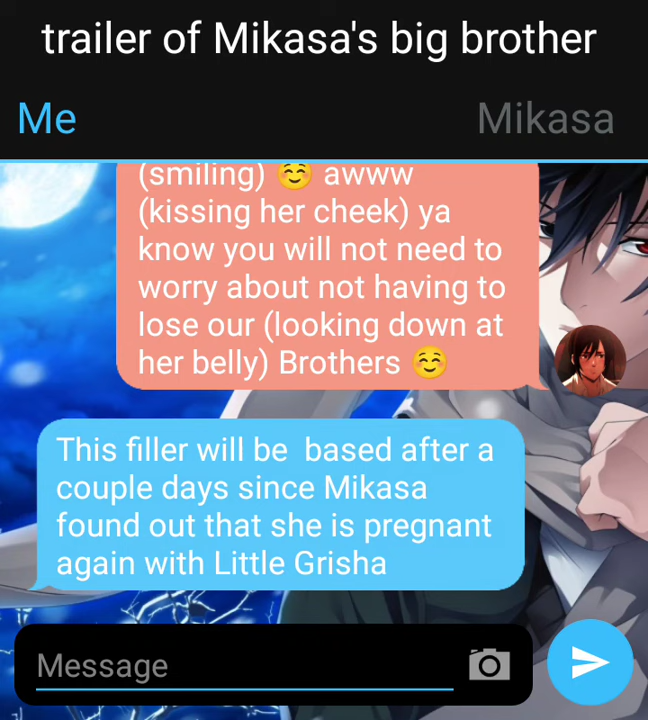 trailer of Mikasa's big brother
Me
Mikasa
(smiling) ☺️ awww
(kissing her cheek) ya
know you will not need to
worry about not having to
lose our (looking down at
her belly) Brothers ☺️
This filler will be  based after a
couple days since Mikasa
found out that she is pregnant
again with Little Grisha
Message